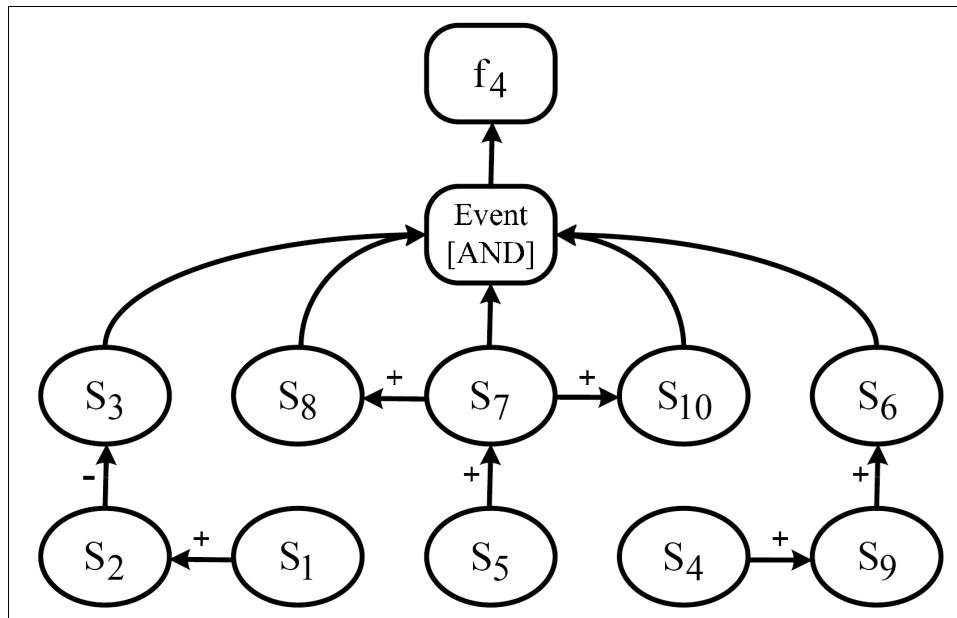 f4
Event
[AND]
S3
S8
+
S7
+
S10
S6
-
+
+
S2
+
S1
S5
S4
+
S9